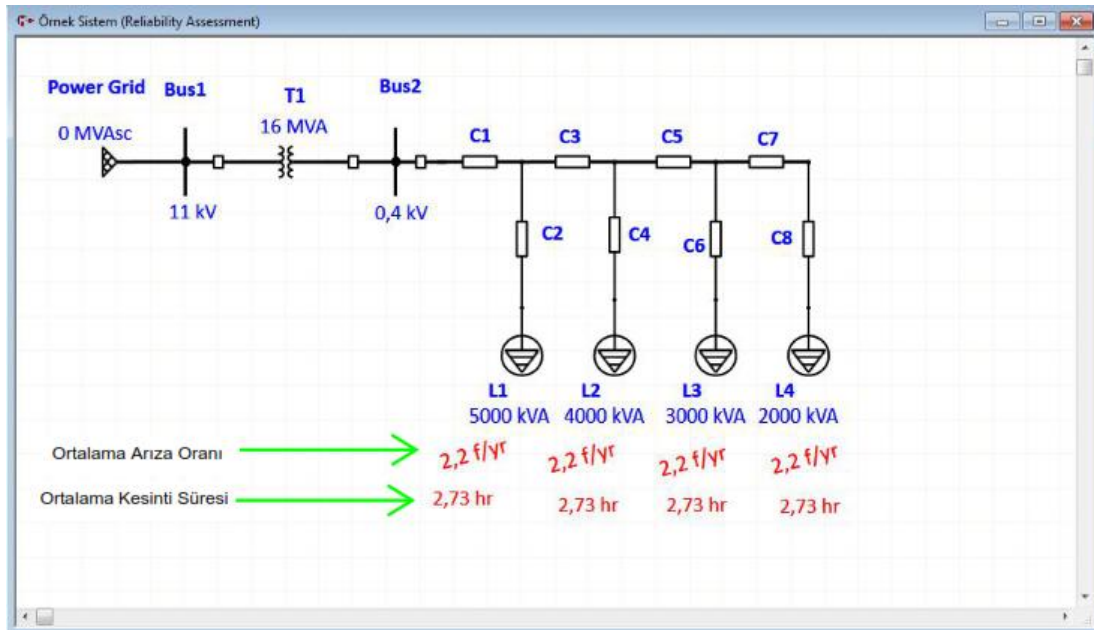 Örnek Sistem (Reliability Assessment)
Power Grid Bus1 T1 Bus2
0 MVAsc 16 MVA C1 C3 C5 C7
11 kV 0,4 kV
C2 C4 C6 C8
L1 L2 L3 L4
5000 kVA 4000 kVA 3000 kVA 2000 kVA
Ortalama Arıza Oranı 2,2 f/yr 2,2 f/yr 2,2 f/yr 2,2 f/yr
Ortalama Kesinti Süresi 2,73 hr 2,73 hr 2,73 hr 2,73 hr